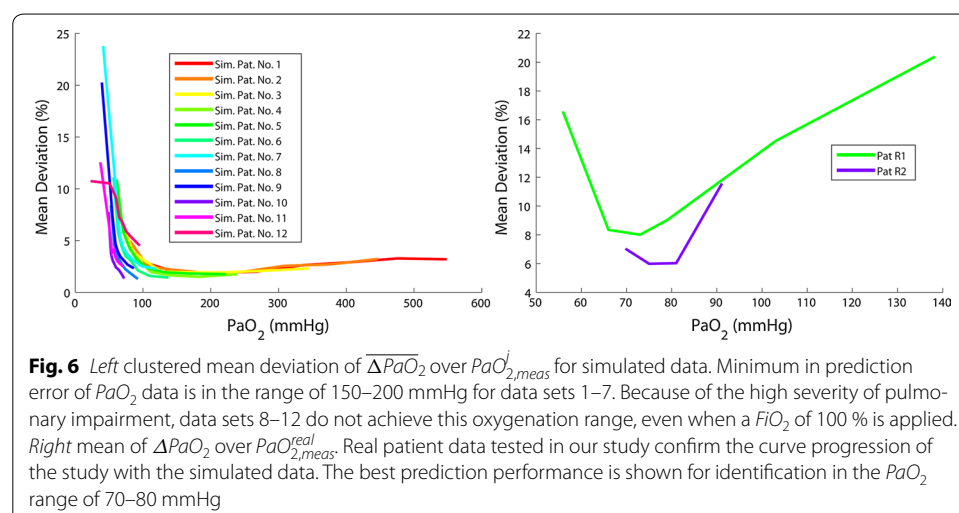 25
20
15
10
5
0
Mean Deviation (%)
0 100 200 300 400 500 600
PaO2 (mmHg)
Sim. Pat. No. 1
Sim. Pat. No. 2
Sim. Pat. No. 3
Sim. Pat. No. 4
Sim. Pat. No. 5
Sim. Pat. No. 6
Sim. Pat. No. 7
Sim. Pat. No. 8
Sim. Pat. No. 9
Sim. Pat. No. 10
Sim. Pat. No. 11
Sim. Pat. No. 12
22
20
18
16
14
12
10
8
6
4
Mean Deviation (%)
50 60 70 80 90 100 110 120 130 140
PaO2 (mmHg)
Pat R1
Pat R2
Fig. 6 Left clustered mean deviation of ΔPaO2 over PaO2,meas^j for simulated data. Minimum in prediction
error of PaO2 data is in the range of 150–200 mmHg for data sets 1–7. Because of the high severity of pulmo-
nary impairment, data sets 8–12 do not achieve this oxygenation range, even when a FiO2 of 100 % is applied.
Right mean of ΔPaO2 over PaO2,meas^real. Real patient data tested in our study confirm the curve progression of
the study with the simulated data. The best prediction performance is shown for identification in the PaO2
range of 70–80 mmHg